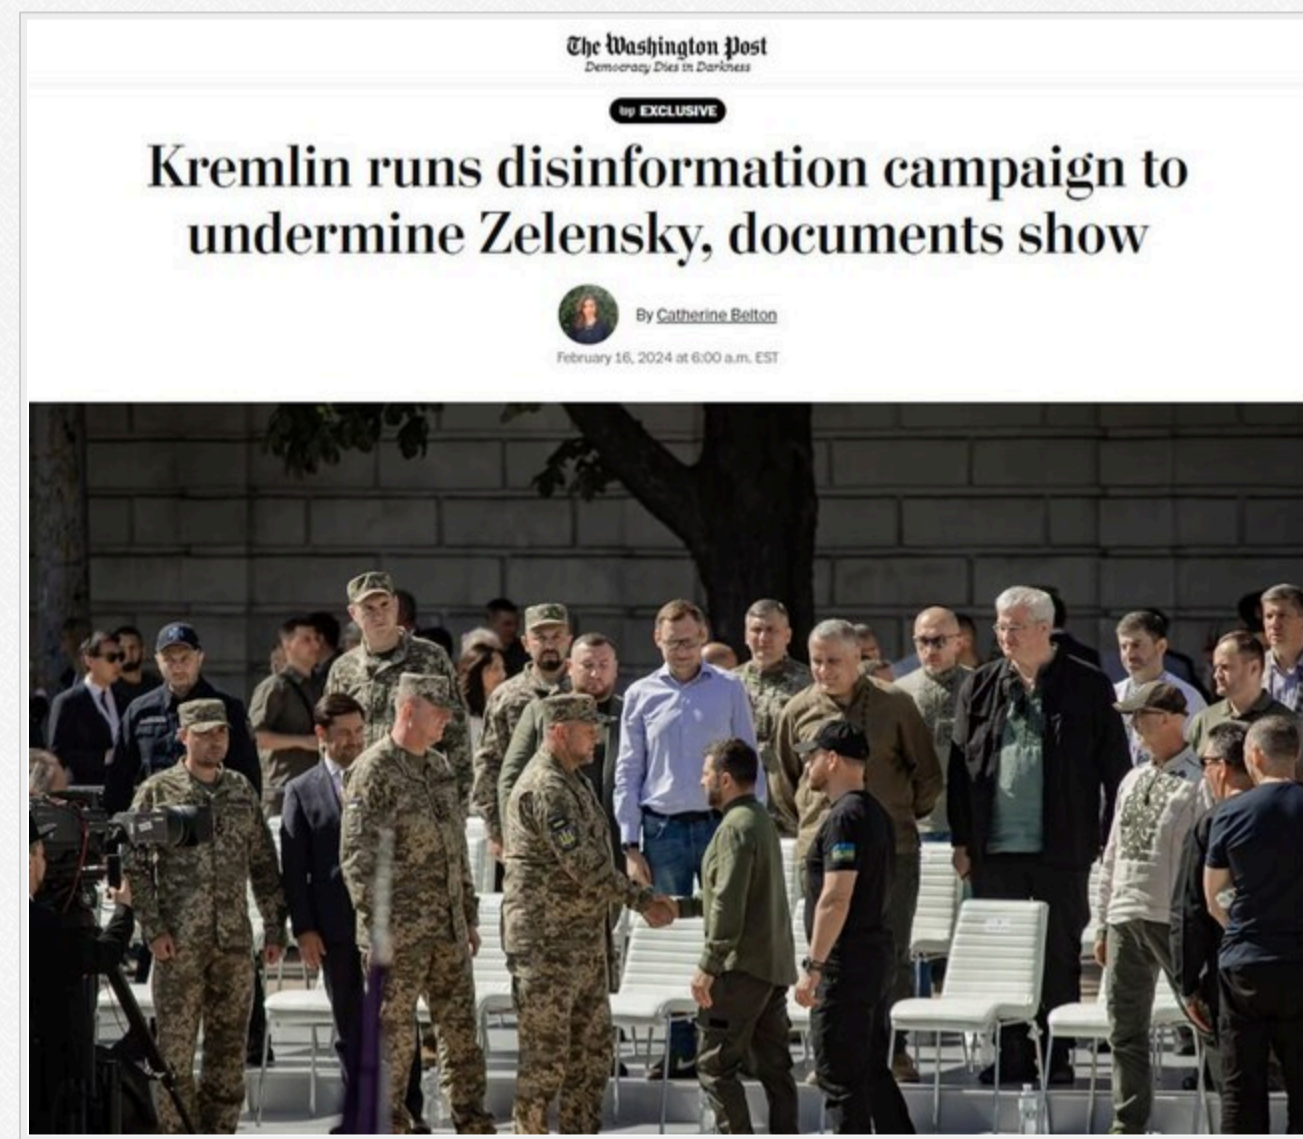 The Washington Post
Democracy Dies in Darkness
wp EXCLUSIVE
Kremlin runs disinformation campaign to
undermine Zelensky, documents show
By Catherine Belton
February 16, 2024 at 6:00 a.m. EST